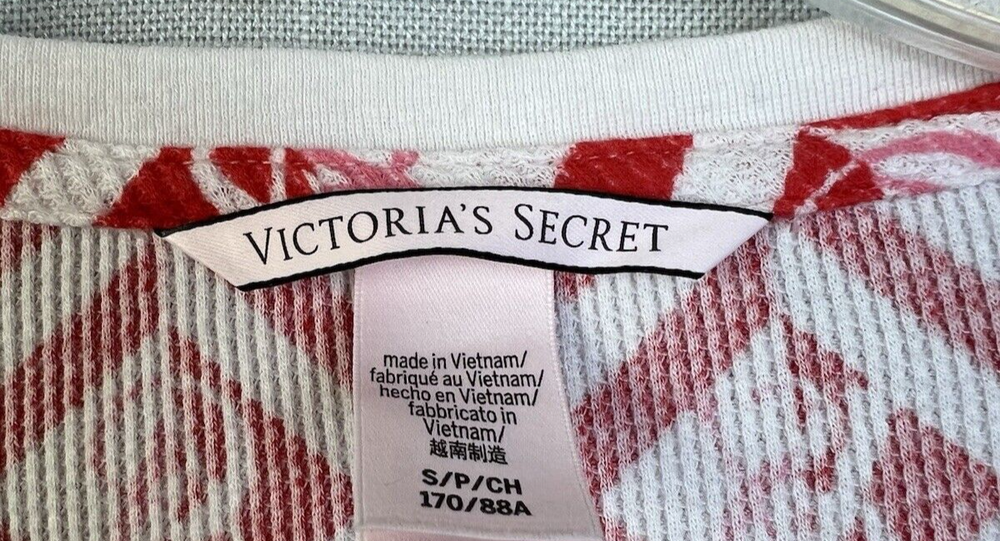 VICTORIA'S SECRET
made in Vietnam/
fabriqué au Vietnam/
hecho en Vietnam/
fabbricato in
Vietnam/
越南制造
S/P/CH
170/88A